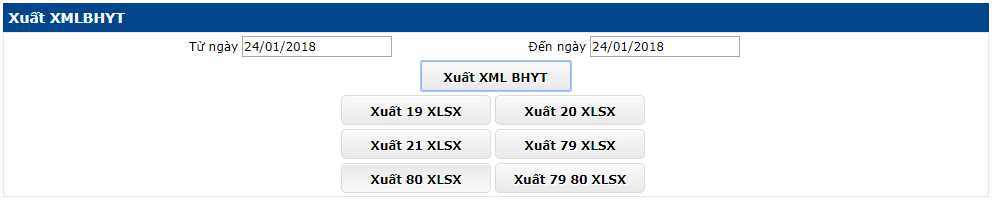 Xuất XMLBHYT
Từ ngày 24/01/2018 Đến ngày 24/01/2018
Xuất XML BHYT
Xuất 19 XLSX Xuất 20 XLSX
Xuất 21 XLSX Xuất 79 XLSX
Xuất 80 XLSX Xuất 79 80 XLSX